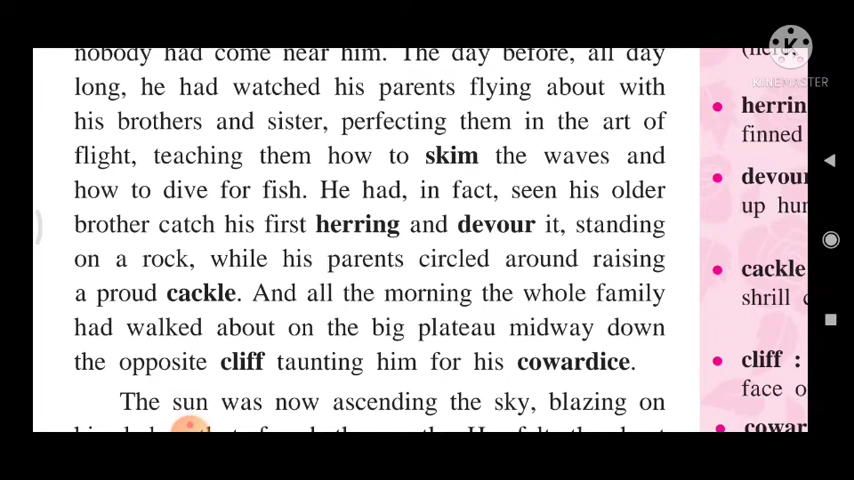 nobody had come near him. The day before, all day
long, he had watched his parents flying about with
his brothers and sister, perfecting them in the art of
flight, teaching them how to skim the waves and
how to dive for fish. He had, in fact, seen his older
brother catch his first herring and devour it, standing
on a rock, while his parents circled around raising
a proud cackle. And all the morning the whole family
had walked about on the big plateau midway down
the opposite cliff taunting him for his cowardice.
The sun was now ascending the sky, blazing on
KINEMASTER
herrin
finned
devour
up hur
cackle
shrill c
cliff :
face o
cowar